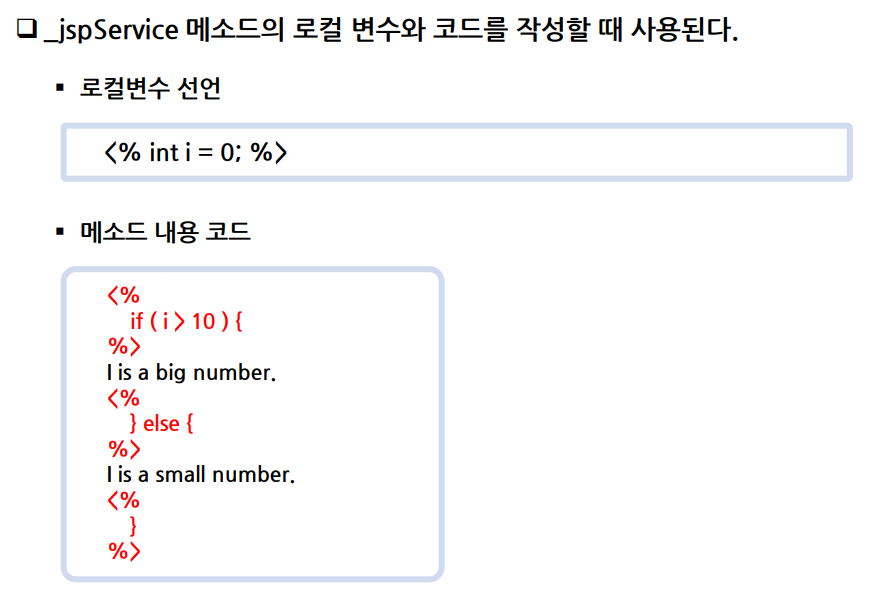 ❑ _jspService 메소드의 로컬 변수와 코드를 작성할 때 사용된다.
▪ 로컬변수 선언
<% int i = 0; %>
▪ 메소드 내용 코드
<%
if ( i > 10 ) {
%>
I is a big number.
<%
} else {
%>
I is a small number.
<%
}
%>